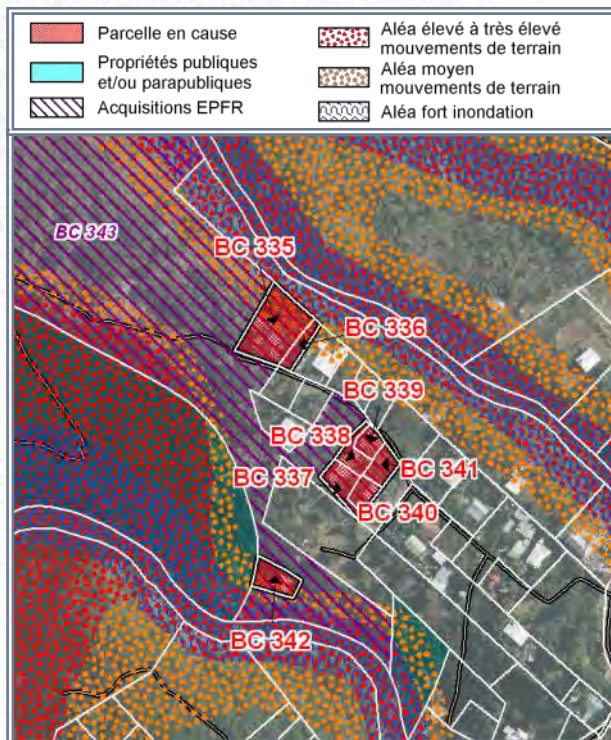 Parcelle en cause
Propriétés publiques
et/ou parapubliques
Acquisitions EPFR
Aléa élevé à très élevé
mouvements de terrain
Aléa moyen
mouvements de terrain
Aléa fort inondation
BC 343
BC 335
BC 336
BC 339
BC 338
BC 337
BC 341
BC 340
BC 342